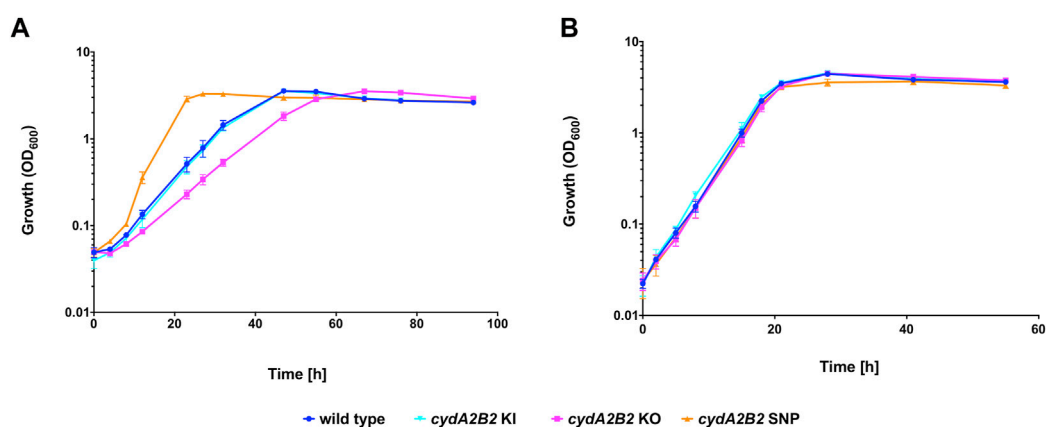 A
Growth (OD600)
10
1
0.1
0.01
0 20 40 60 80 100
Time [h]
B
Growth (OD600)
10
1
0.1
0.01
0 20 40 60
Time [h]
wild type cydA2B2 KI cydA2B2 KO cydA2B2 SNP